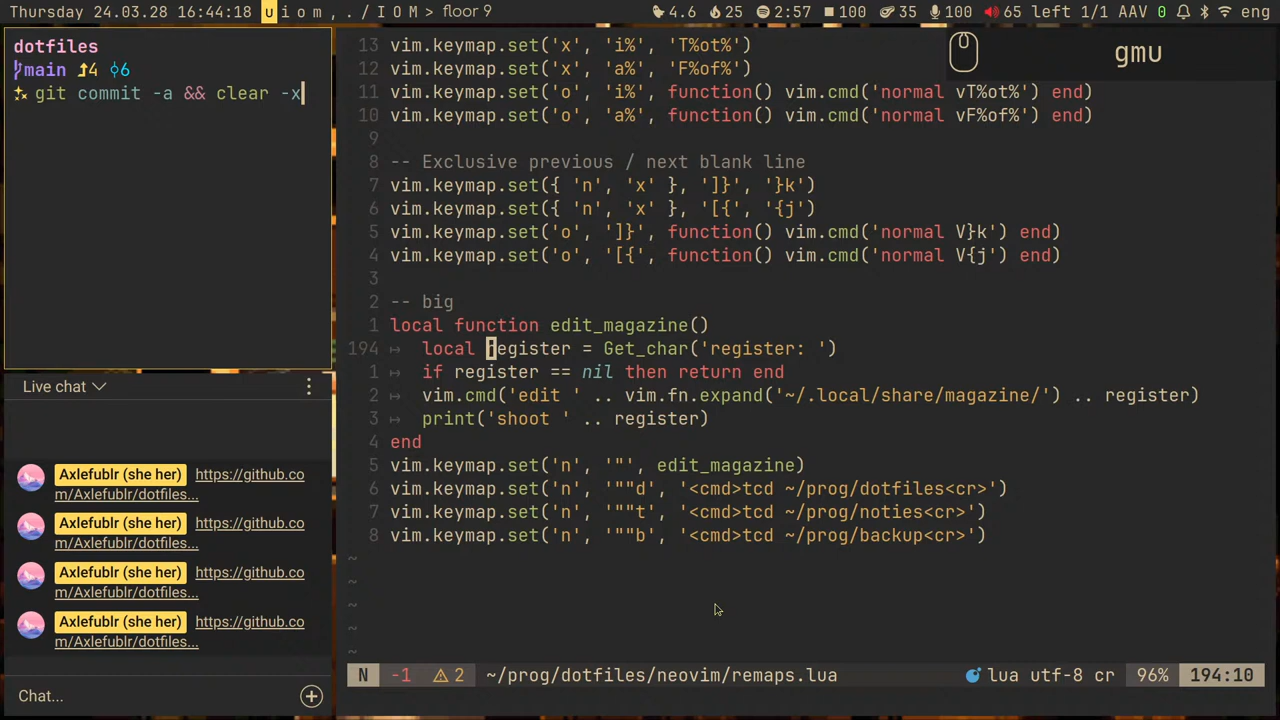 Thursday 24.03.28 16:44:18 u i o m , . / I O M > floor 9 4.6 25 2:57 100 35 100 65 left 1/1 AAV 0 eng
dotfiles
main 4 6
git commit -a && clear -x
Live chat
Axlefublr (she her) https://github.co
m/Axlefublr/dotfiles...
Axlefublr (she her) https://github.co
m/Axlefublr/dotfiles...
Axlefublr (she her) https://github.co
m/Axlefublr/dotfiles...
Axlefublr (she her) https://github.co
m/Axlefublr/dotfiles...
Chat...
gmu
13 vim.keymap.set('x', 'i%', 'T%ot%')
12 vim.keymap.set('x', 'a%', 'F%of%')
11 vim.keymap.set('o', 'i%', function() vim.cmd('normal vT%ot%') end)
10 vim.keymap.set('o', 'a%', function() vim.cmd('normal vF%of%') end)
9
8 -- Exclusive previous / next blank line
7 vim.keymap.set({ 'n', 'x' }, ']}', '}k')
6 vim.keymap.set({ 'n', 'x' }, '[{', '{j')
5 vim.keymap.set('o', ']}', function() vim.cmd('normal V}k') end)
4 vim.keymap.set('o', '[{', function() vim.cmd('normal V{j') end)
3
2 -- big
1 local function edit_magazine()
194 ↦ local register = Get_char('register: ')
1 ↦ if register == nil then return end
2 ↦ vim.cmd('edit ' .. vim.fn.expand('~/.local/share/magazine/') .. register)
3 ↦ print('shoot ' .. register)
4 end
5 vim.keymap.set('n', '"', edit_magazine)
6 vim.keymap.set('n', '""d', '<cmd>tcd ~/prog/dotfiles<cr>')
7 vim.keymap.set('n', '""t', '<cmd>tcd ~/prog/noties<cr>')
8 vim.keymap.set('n', '""b', '<cmd>tcd ~/prog/backup<cr>')
~
~
~
~
~
N -1 2 ~/prog/dotfiles/neovim/remaps.lua lua utf-8 cr 96% 194:10